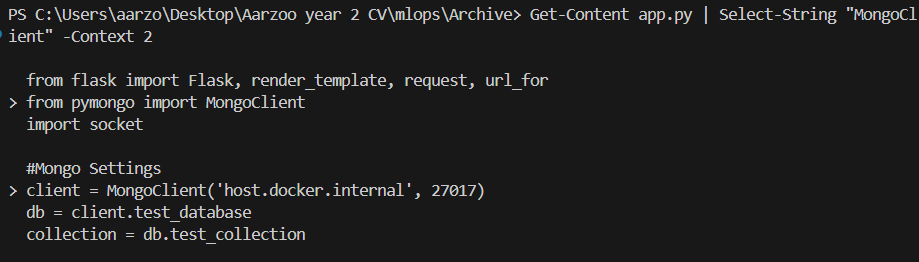 PS C:\Users\aarzo\Desktop\Aarzoo year 2 CV\mlops\Archive> Get-Content app.py | Select-String "MongoCl
ient" -Context 2
  from flask import Flask, render_template, request, url_for
> from pymongo import MongoClient
  import socket
  #Mongo Settings
> client = MongoClient('host.docker.internal', 27017)
  db = client.test_database
  collection = db.test_collection